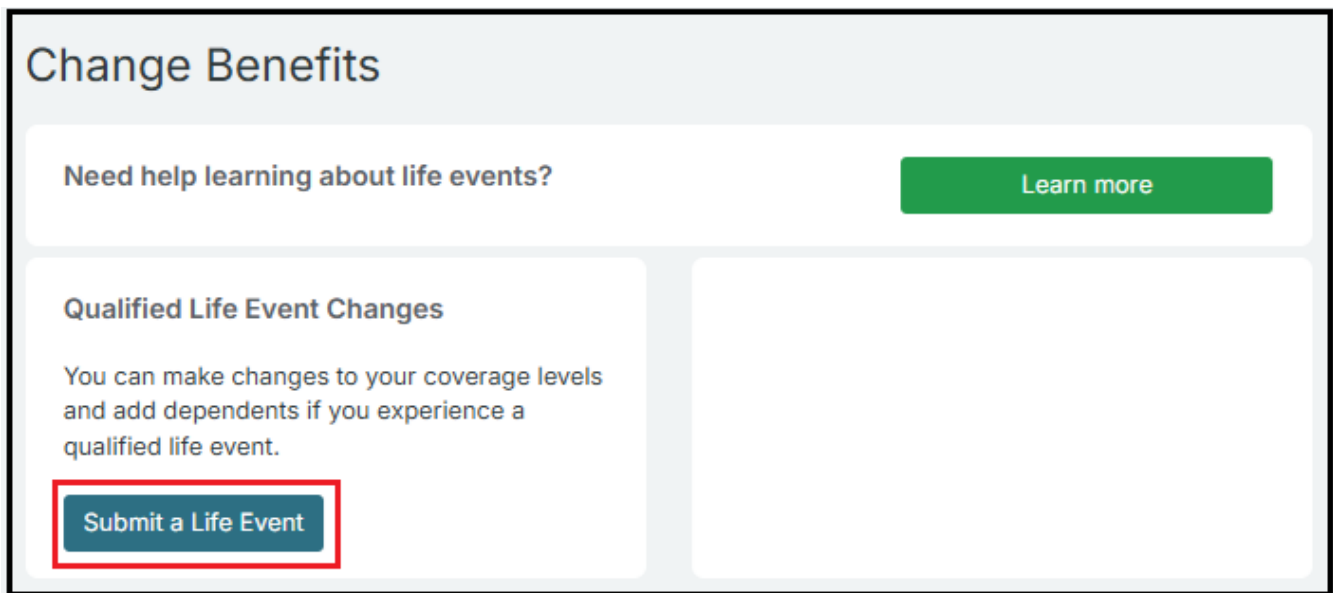 Change Benefits
Need help learning about life events?
Learn more
Qualified Life Event Changes
You can make changes to your coverage levels
and add dependents if you experience a
qualified life event.
Submit a Life Event